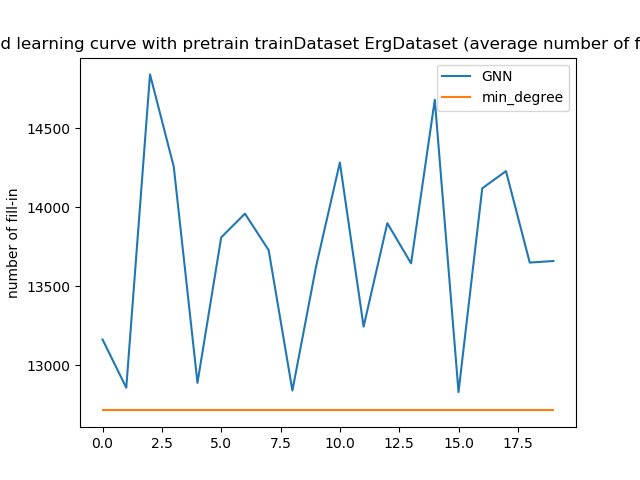 d learning curve with pretrain trainDataset ErgDataset (average number of f
GNN
min_degree
number of fill-in
14500
14000
13500
13000
0.0 2.5 5.0 7.5 10.0 12.5 15.0 17.5